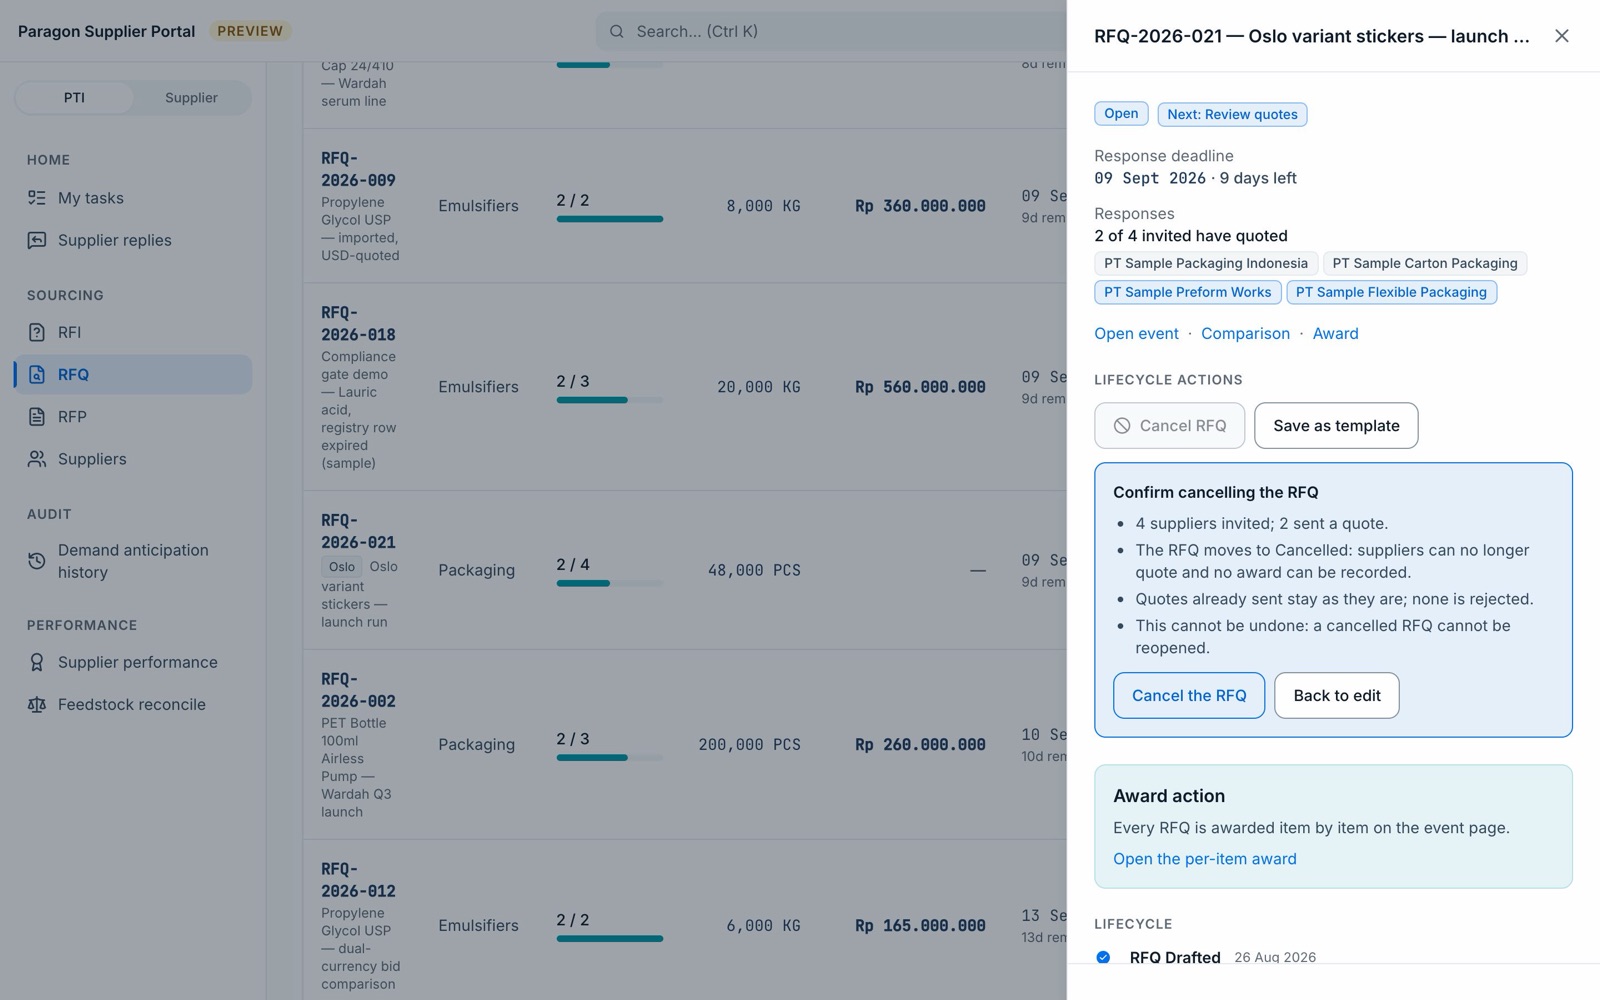 Paragon Supplier Portal
PREVIEW
Search... (Ctrl K)
PTI
Supplier
HOME
My tasks
Supplier replies
SOURCING
RFI
RFQ
RFP
Suppliers
AUDIT
Demand anticipation
history
PERFORMANCE
Supplier performance
Feedstock reconcile
Cap 24/410
— Wardah
serum line
8d rem
RFQ-
2026-009
Propylene
Glycol USP
— imported,
USD-quoted
Emulsifiers
2 / 2
8,000 KG
Rp 360.000.000
09 Se
9d rem
RFQ-
2026-018
Compliance
gate demo
— Lauric
acid,
registry row
expired
(sample)
Emulsifiers
2 / 3
20,000 KG
Rp 560.000.000
09 Se
9d rem
RFQ-
2026-021
Oslo Oslo
variant
stickers —
launch run
Packaging
2 / 4
48,000 PCS
—
09 Se
9d rem
RFQ-
2026-002
PET Bottle
100ml
Airless
Pump —
Wardah Q3
launch
Packaging
2 / 3
200,000 PCS
Rp 260.000.000
10 Se
10d rem
RFQ-
2026-012
Propylene
Glycol USP
— dual-
currency bid
comparison
Emulsifiers
2 / 2
6,000 KG
Rp 165.000.000
13 Se
13d rem
RFQ-2026-021 — Oslo variant stickers — launch ...
Open
Next: Review quotes
Response deadline
09 Sept 2026 · 9 days left
Responses
2 of 4 invited have quoted
PT Sample Packaging Indonesia
PT Sample Carton Packaging
PT Sample Preform Works
PT Sample Flexible Packaging
Open event · Comparison · Award
LIFECYCLE ACTIONS
Cancel RFQ
Save as template
Confirm cancelling the RFQ
• 4 suppliers invited; 2 sent a quote.
• The RFQ moves to Cancelled: suppliers can no longer
quote and no award can be recorded.
• Quotes already sent stay as they are; none is rejected.
• This cannot be undone: a cancelled RFQ cannot be
reopened.
Cancel the RFQ
Back to edit
Award action
Every RFQ is awarded item by item on the event page.
Open the per-item award
LIFECYCLE
RFQ Drafted 26 Aug 2026